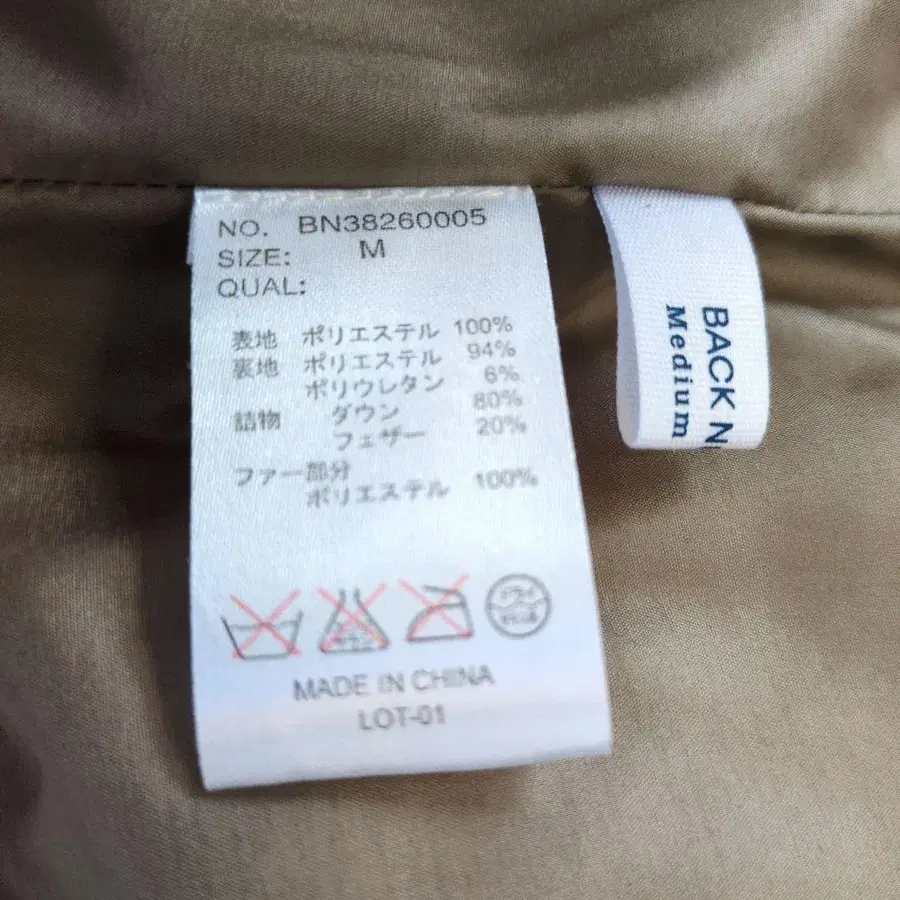 NO. BN38260005
SIZE: M
QUAL:
表地 ポリエステル 100%
裏地 ポリエステル 94%
ポリウレタン 6%
詰物 ダウン 80%
フェザー 20%
ファー部分
ポリエステル 100%
ドライ
MADE IN CHINA
LOT-01
BACK N
Medium